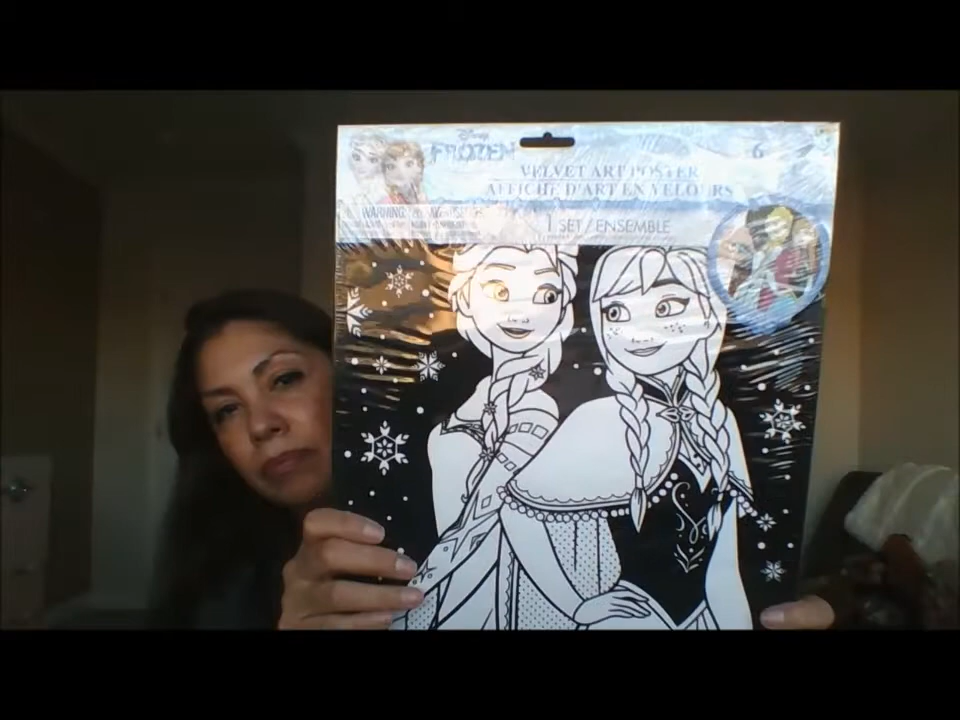 Disney
FROZEN
6
VELVET ART POSTER
AFFICHE D'ART EN VELOURS
WARNING:
1 SET / ENSEMBLE